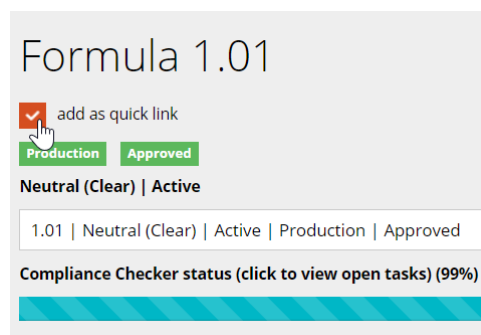 Formula 1.01
add as quick link
Production Approved
Neutral (Clear) | Active
1.01 | Neutral (Clear) | Active | Production | Approved
Compliance Checker status (click to view open tasks) (99%)